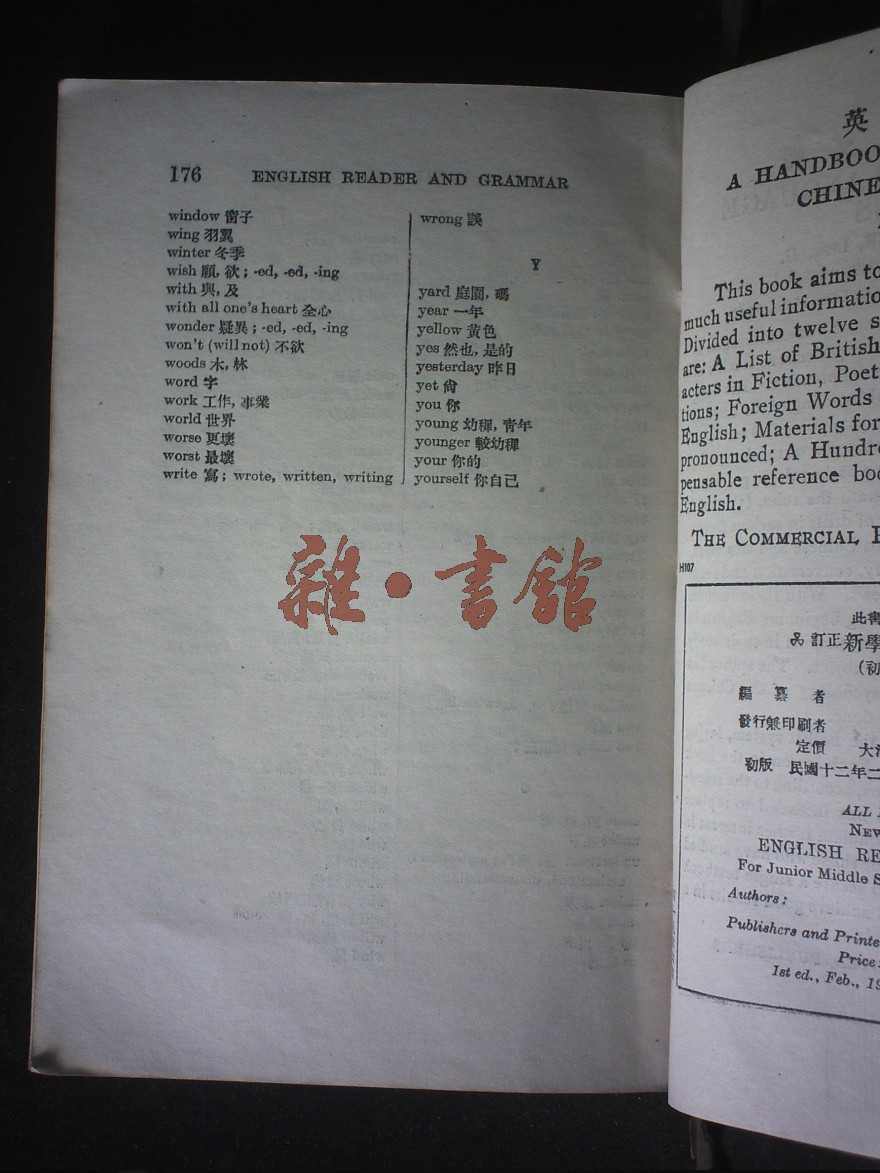 176 ENGLISH READER AND GRAMMAR
window 窗子
wing 羽翼
winter 冬季
wish 願, 欲; -ed, -ed, -ing
with 與, 及
with all one's heart 全心
wonder 疑異; -ed, -ed, -ing
won't (will not) 不欲
woods 木, 林
word 字
work 工作, 事業
world 世界
worse 更壞
worst 最壞
write 寫; wrote, written, writing
wrong 誤
Y
yard 庭園, 碼
year 一年
yellow 黃色
yes 然也, 是的
yesterday 昨日
yet 尙
you 你
young 幼穉, 靑年
younger 較幼穉
your 你的
yourself 你自己
雜·書館
英
A HANDBOO
CHINE
This book aims to
much useful informatio
Divided into twelve s
are: A List of British
acters in Fiction, Poet
tions; Foreign Words
English; Materials for
pronounced; A Hundre
pensable reference boo
English.
THE COMMERCIAL
H107
此書
訂正新學
(初
編纂者
發行兼印刷者
定價 大洋
初版 民國十二年二
ALL
NEW
ENGLISH RE
For Junior Middle S
Authors:
Publishers and Printe
Price:
1st ed., Feb., 19